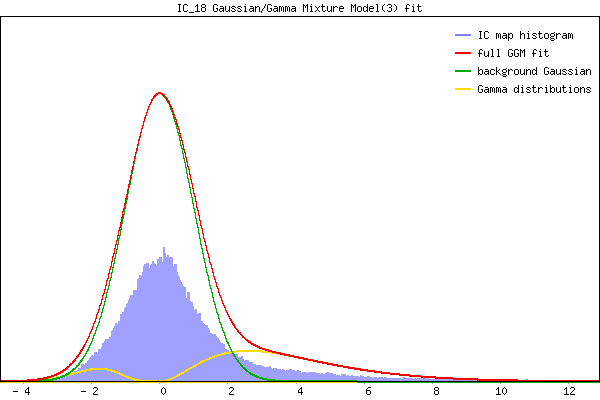 IC_18 Gaussian/Gamma Mixture Model(3) fit
IC map histogram
full GGM fit
background Gaussian
Gamma distributions
-4 -2 0 2 4 6 8 10 12